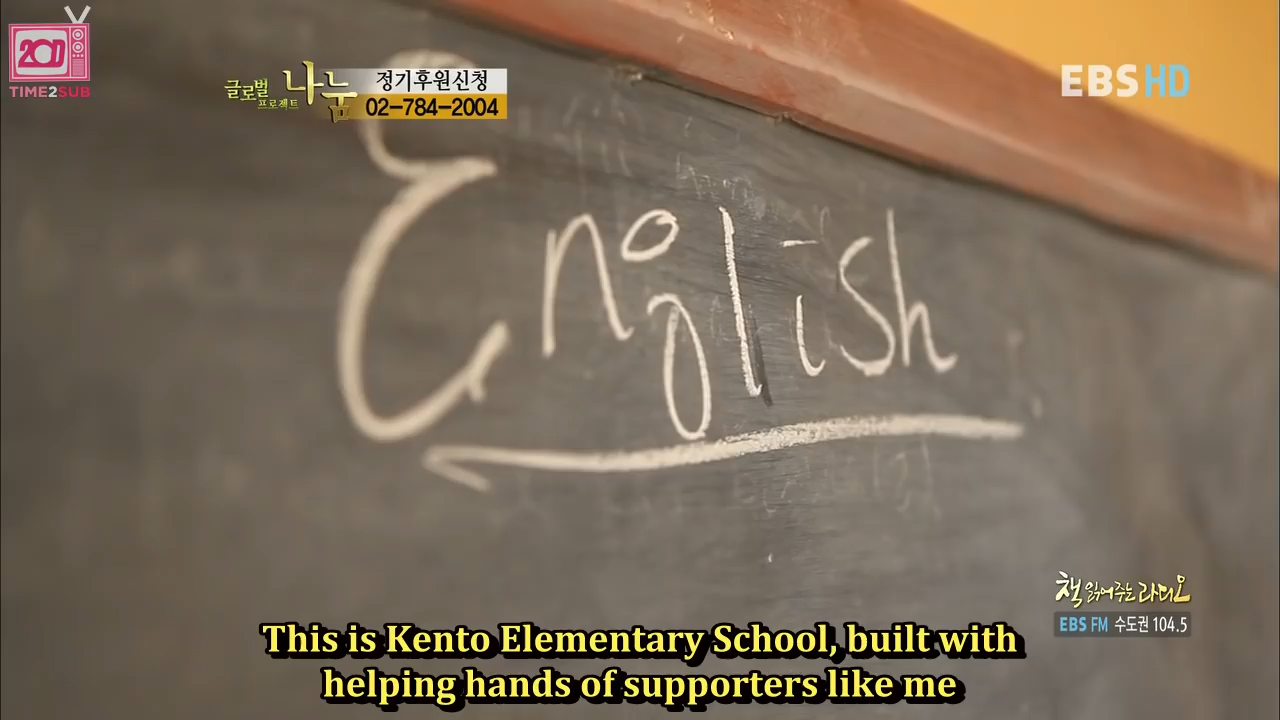 2CD
TIME2SUB
글로벌 프로젝트 나눔
정기후원신청
02-784-2004
EBS HD
English
책 읽어주는 라디오
EBS FM 수도권 104.5
This is Kento Elementary School, built with
helping hands of supporters like me